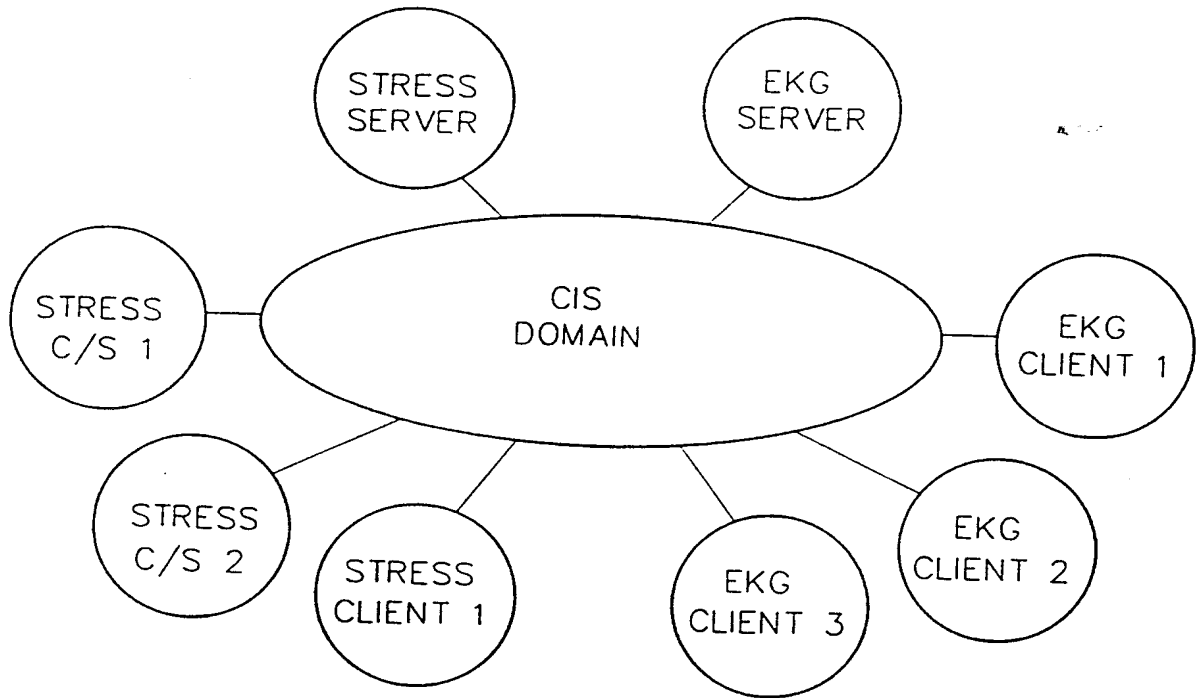 STRESS
SERVER
EKG
SERVER
STRESS
C/S 1
CIS
DOMAIN
EKG
CLIENT 1
STRESS
C/S 2
STRESS
CLIENT 1
EKG
CLIENT 3
EKG
CLIENT 2